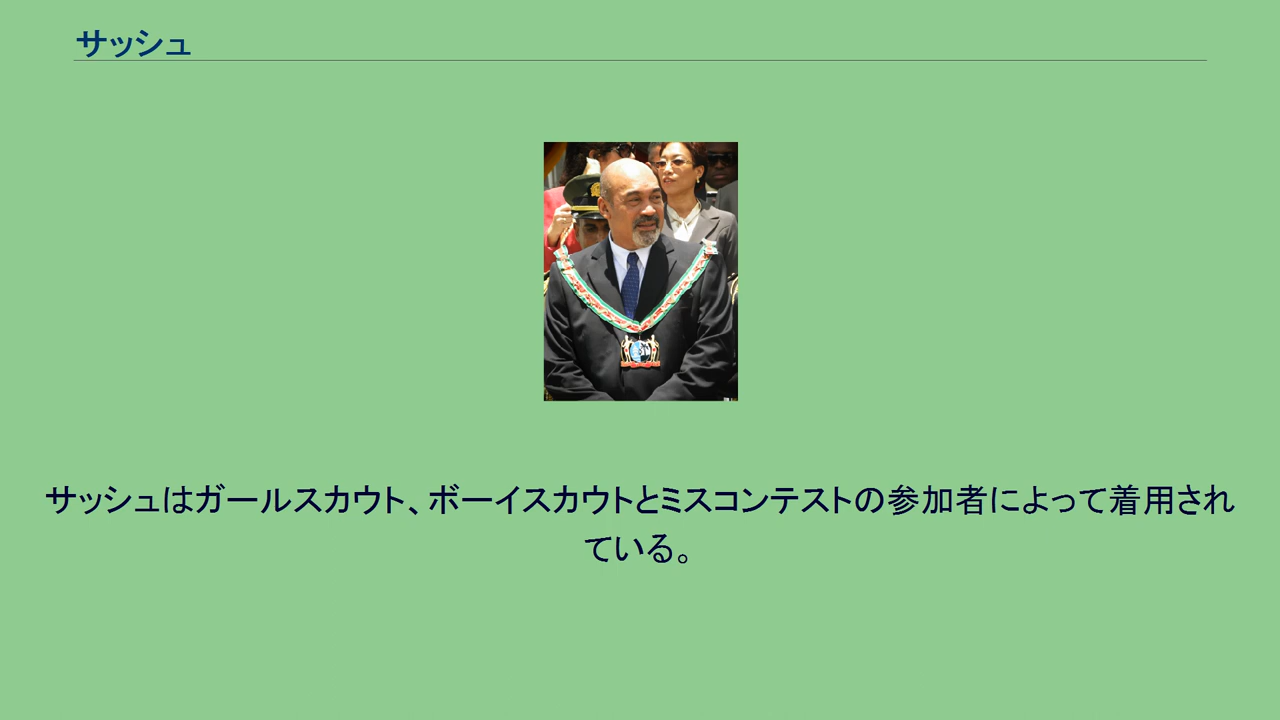 サッシュ
サッシュはガールスカウト、ボーイスカウトとミスコンテストの参加者によって着用され
ている。